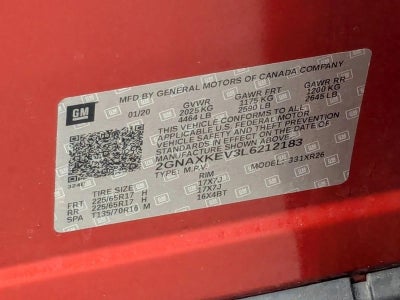 GM
MFD BY GENERAL MOTORS OF CANADA COMPANY
01/20 GVWR GAWR FRT GAWR RR
2025 KG 1175 KG 1200 KG
4464 LB 2590 LB 2645 LB
THIS VEHICLE CONFORMS TO ALL
APPLICABLE U.S. FEDERAL MOTOR
VEHICLE SAFETY AND THEFT PREVENTION
STANDARDS IN EFFECT ON THE DATE OF
MANUFACTURE SHOWN ABOVE.
2GNAXKEV3L6212183
TYPE: M.P.V. MODEL: 331XR26
TIRE SIZE RIM
FRT 225/65R17 H 17X7J
RR 225/65R17 H 17X7J
SPA T135/70R16 M 16X4BT